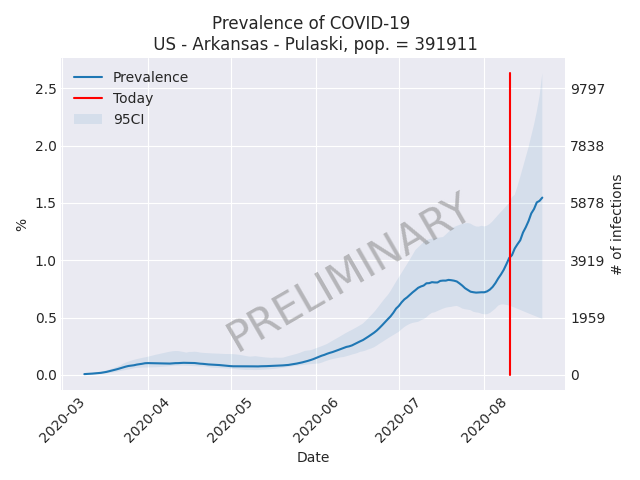 Prevalence of COVID-19
US - Arkansas - Pulaski, pop. = 391911
Prevalence
Today
95CI
2.5
2.0
1.5
1.0
0.5
0.0
%
9797
7838
5878
3919
1959
0
# of infections
PRELIMINARY
2020-03
2020-04
2020-05
2020-06
2020-07
2020-08
Date